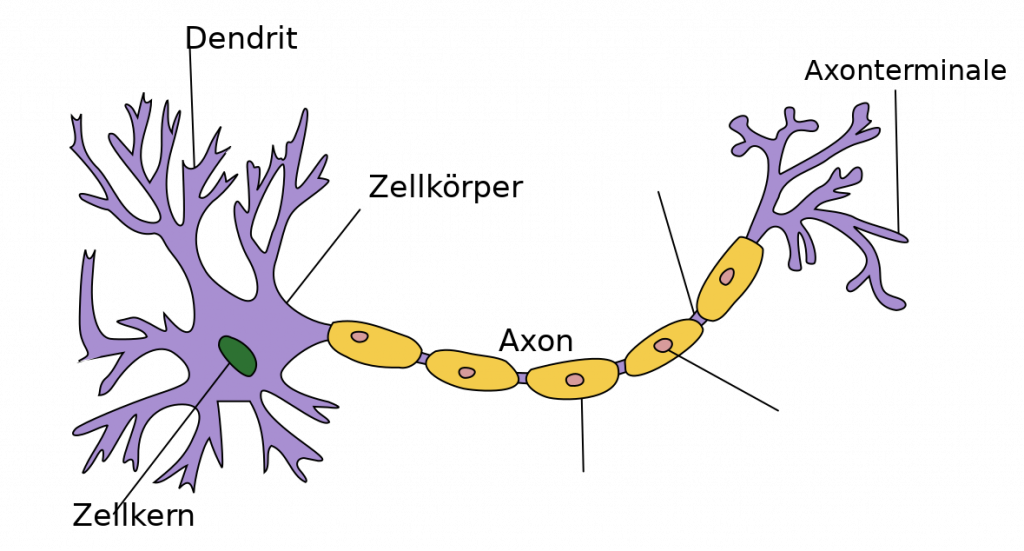 Dendrit
Axonterminale
Zellkörper
Axon
Zellkern